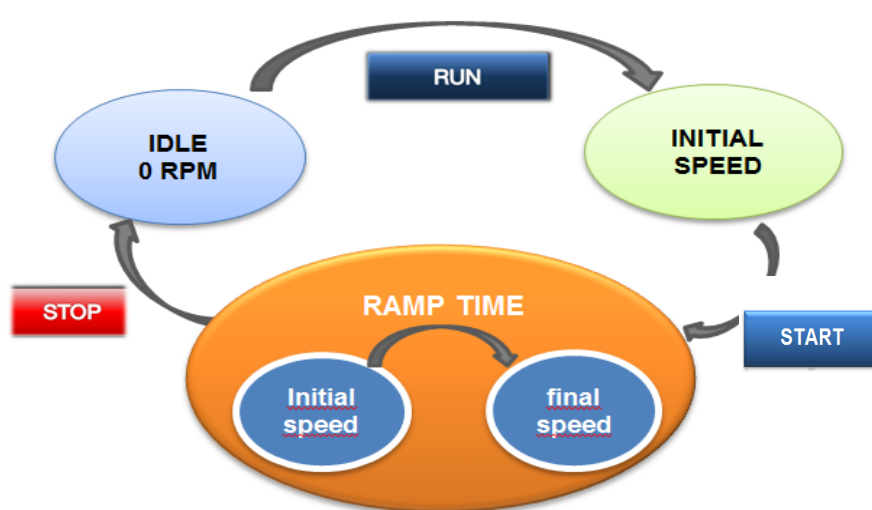 RUN
IDLE
0 RPM
INITIAL
SPEED
STOP
RAMP TIME
START
Initial
speed
final
speed